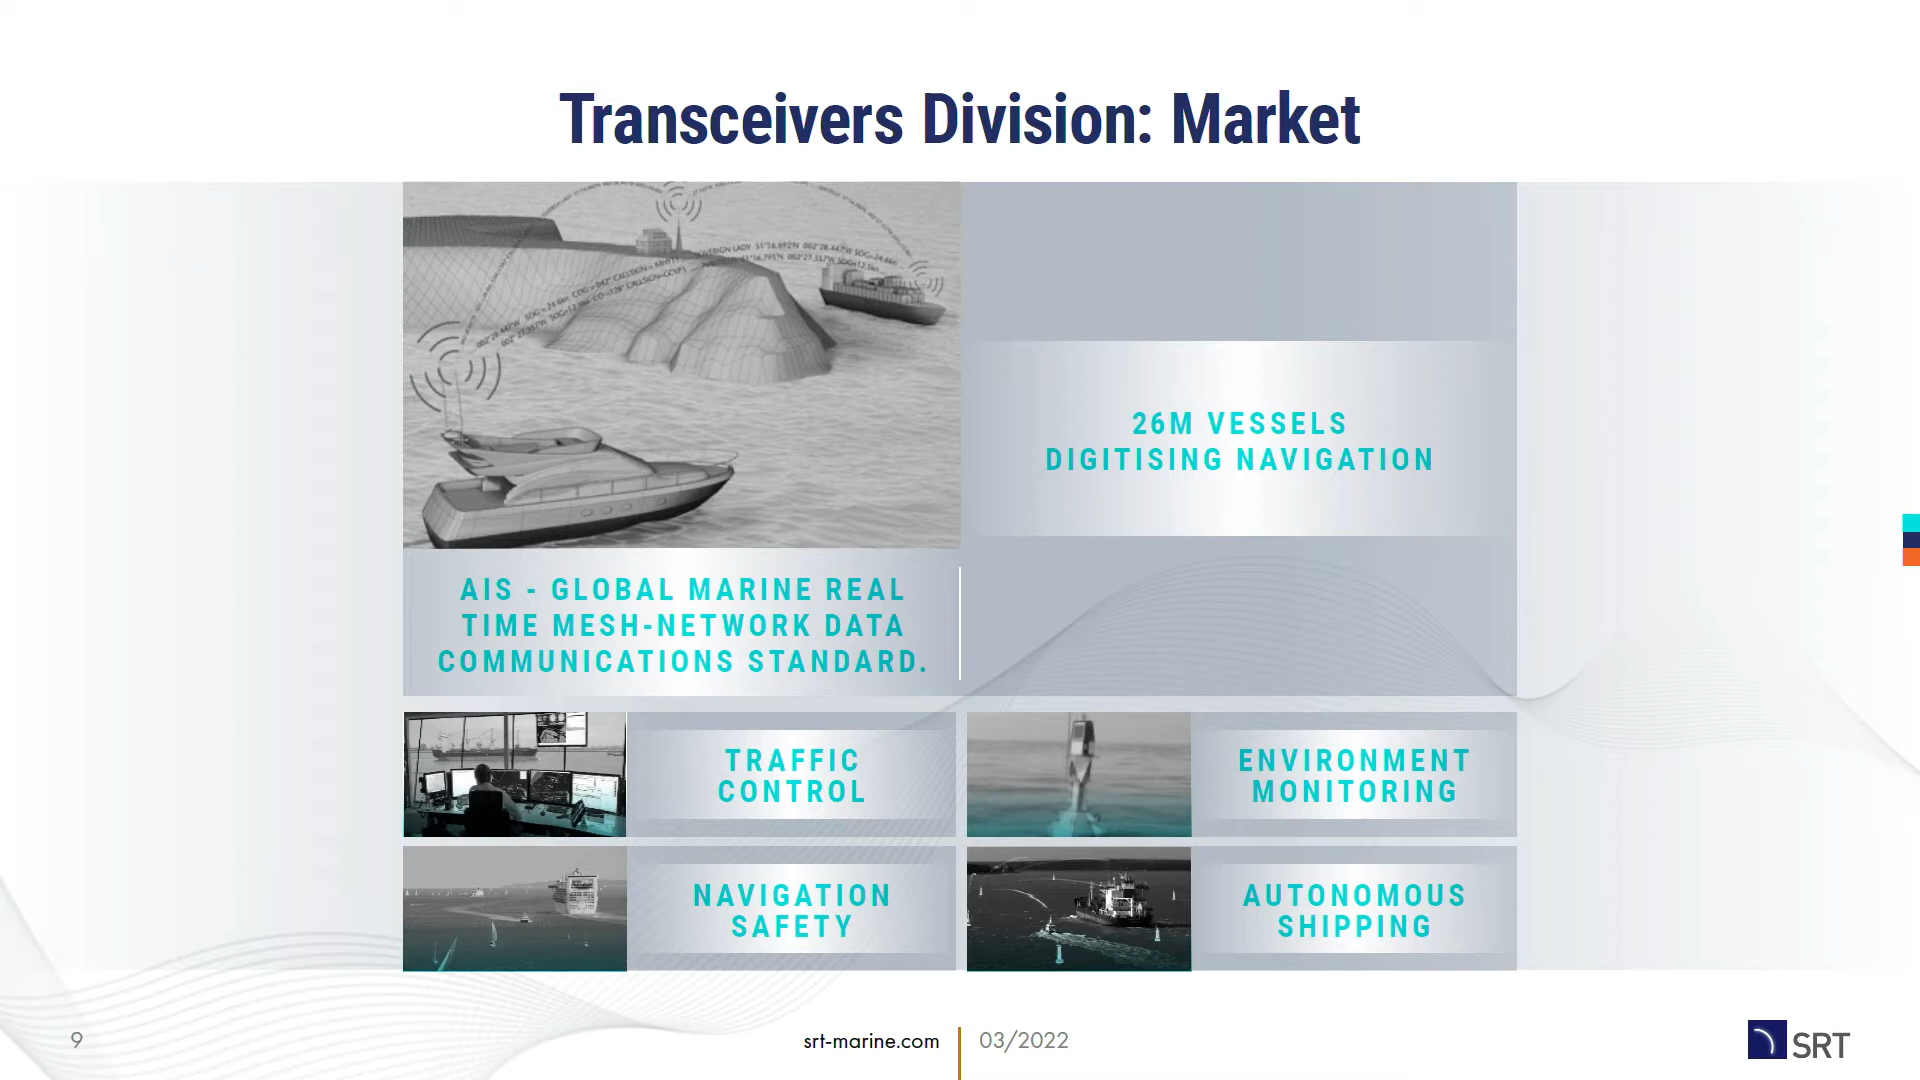 Transceivers Division: Market
26M VESSELS
DIGITISING NAVIGATION
AIS - GLOBAL MARINE REAL
TIME MESH-NETWORK DATA
COMMUNICATIONS STANDARD.
TRAFFIC
CONTROL
ENVIRONMENT
MONITORING
NAVIGATION
SAFETY
AUTONOMOUS
SHIPPING
9
srt-marine.com
03/2022
SRT